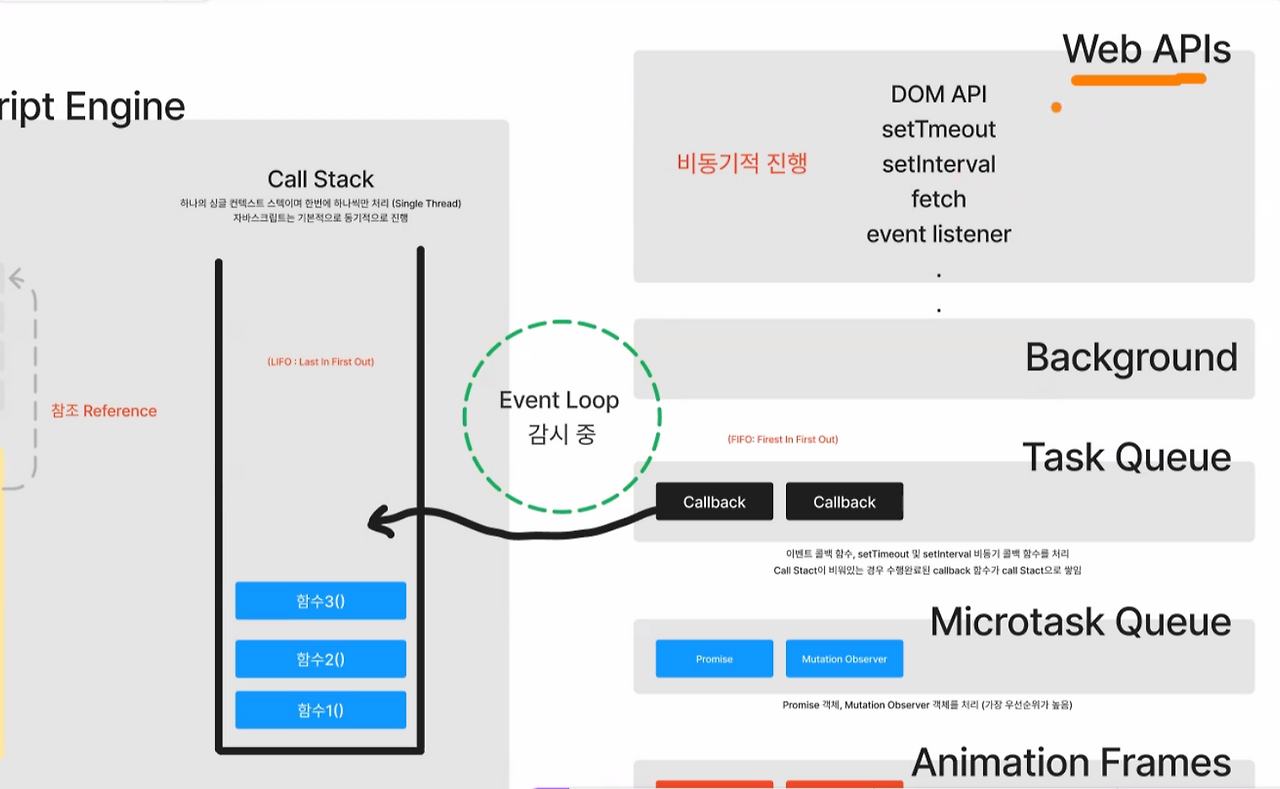 ript Engine
Call Stack
하나의 싱글 컨텍스트 스텍이며 한번에 하나씩만 처리 (Single Thread)
자바스크립트는 기본적으로 동기적으로 진행
(LIFO : Last In First Out)
참조 Reference
함수3()
함수2()
함수1()
Event Loop
감시 중
Web APIs
비동기적 진행
DOM API
setTmeout
setInterval
fetch
event listener
.
.
Background
(FIFO: Firest In First Out)
Task Queue
Callback
Callback
이벤트 콜백 함수, setTimeout 및 setInterval 비동기 콜백 함수를 처리
Call Stact이 비워있는 경우 수행완료된 callback 함수가 call Stact으로 쌓임
Microtask Queue
Promise
Mutation Observer
Promise 객체, Mutation Observer 객체를 처리 (가장 우선순위가 높음)
Animation Frames